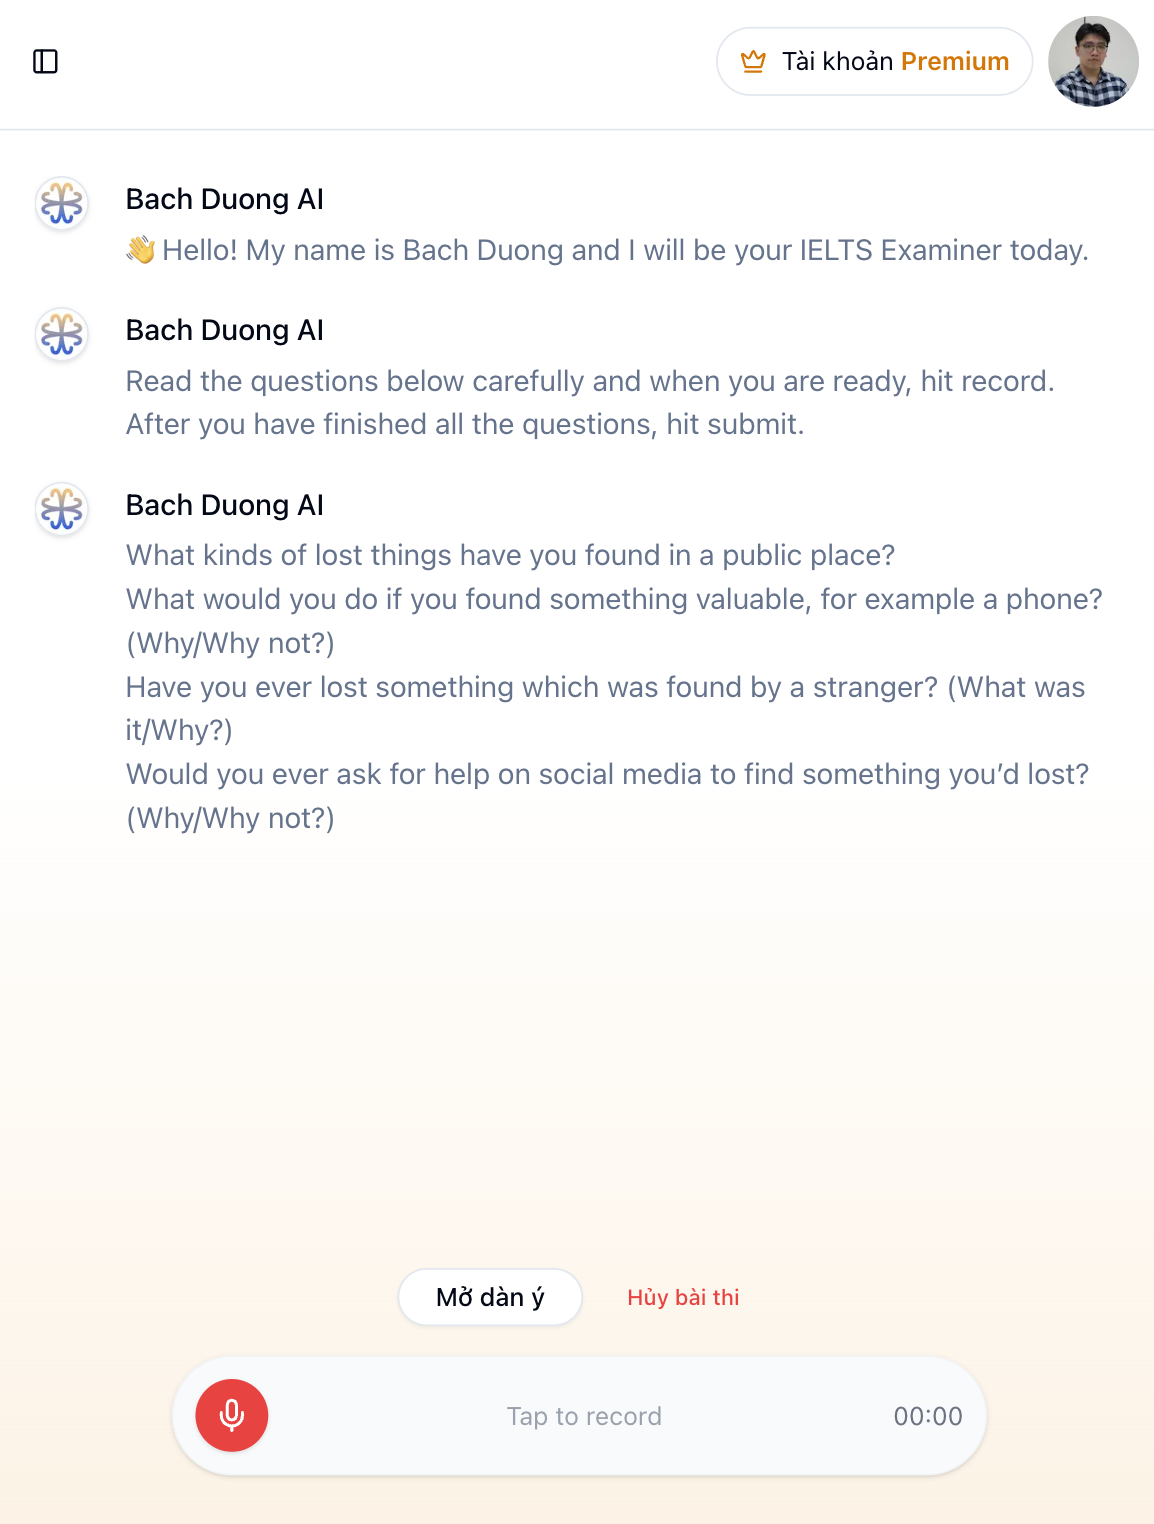 Tài khoản Premium
Bach Duong AI
👋 Hello! My name is Bach Duong and I will be your IELTS Examiner today.
Bach Duong AI
Read the questions below carefully and when you are ready, hit record.
After you have finished all the questions, hit submit.
Bach Duong AI
What kinds of lost things have you found in a public place?
What would you do if you found something valuable, for example a phone?
(Why/Why not?)
Have you ever lost something which was found by a stranger? (What was
it/Why?)
Would you ever ask for help on social media to find something you’d lost?
(Why/Why not?)
Mở dàn ý
Hủy bài thi
Tap to record
00:00